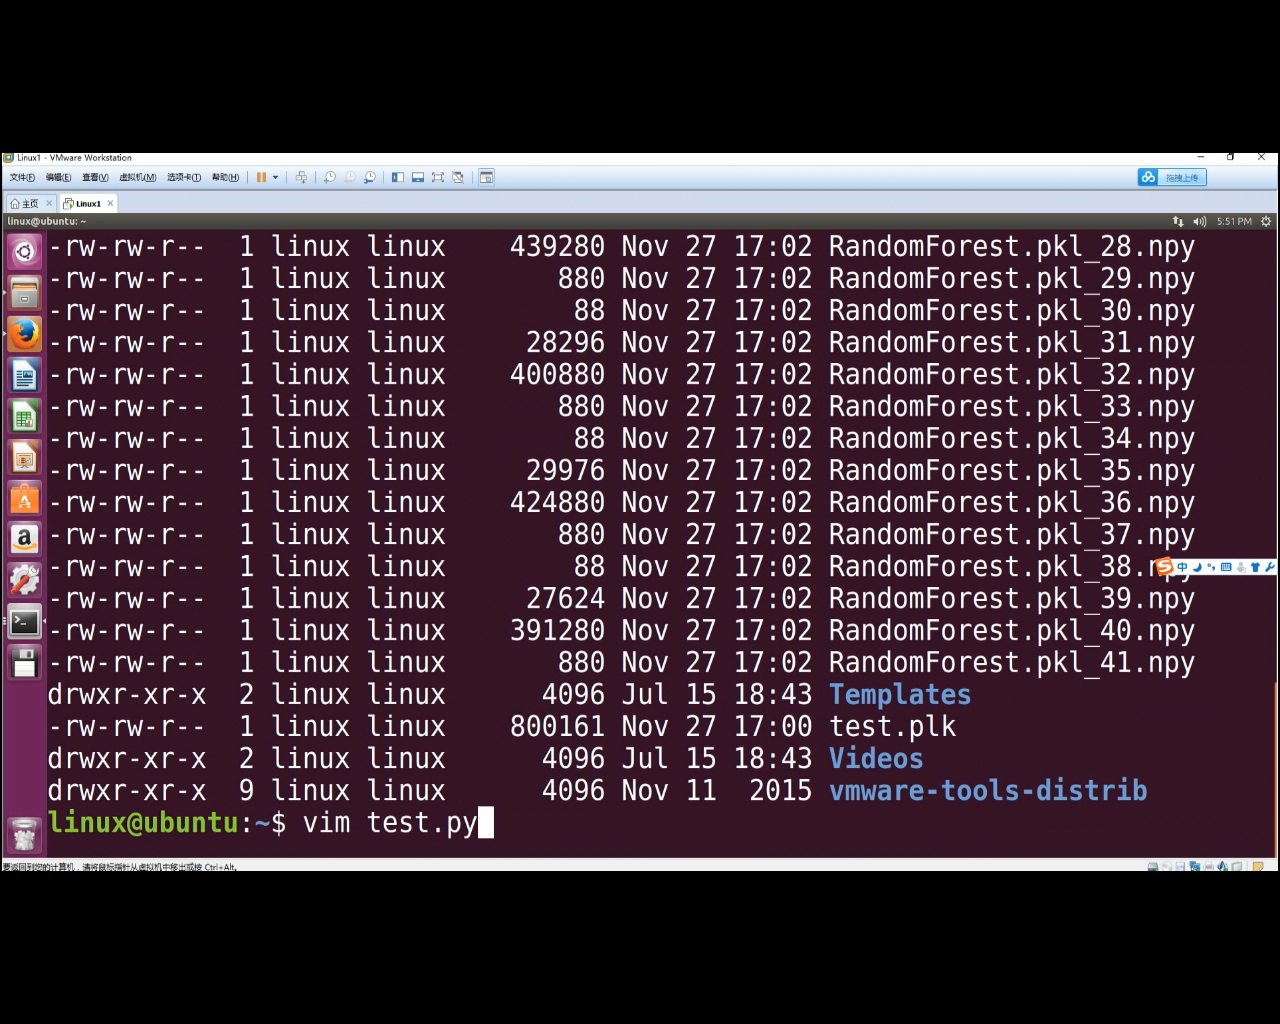 Linux1 - VMware Workstation
文件(F) 编辑(E) 查看(V) 虚拟机(M) 选项卡(T) 帮助(H)
拖拽上传
主页 Linux1
linux@ubuntu: ~ 5:51 PM
-rw-rw-r-- 1 linux linux 439280 Nov 27 17:02 RandomForest.pkl_28.npy
-rw-rw-r-- 1 linux linux 880 Nov 27 17:02 RandomForest.pkl_29.npy
-rw-rw-r-- 1 linux linux 88 Nov 27 17:02 RandomForest.pkl_30.npy
-rw-rw-r-- 1 linux linux 28296 Nov 27 17:02 RandomForest.pkl_31.npy
-rw-rw-r-- 1 linux linux 400880 Nov 27 17:02 RandomForest.pkl_32.npy
-rw-rw-r-- 1 linux linux 880 Nov 27 17:02 RandomForest.pkl_33.npy
-rw-rw-r-- 1 linux linux 88 Nov 27 17:02 RandomForest.pkl_34.npy
-rw-rw-r-- 1 linux linux 29976 Nov 27 17:02 RandomForest.pkl_35.npy
-rw-rw-r-- 1 linux linux 424880 Nov 27 17:02 RandomForest.pkl_36.npy
-rw-rw-r-- 1 linux linux 880 Nov 27 17:02 RandomForest.pkl_37.npy
-rw-rw-r-- 1 linux linux 88 Nov 27 17:02 RandomForest.pkl_38.npy 中
-rw-rw-r-- 1 linux linux 27624 Nov 27 17:02 RandomForest.pkl_39.npy
-rw-rw-r-- 1 linux linux 391280 Nov 27 17:02 RandomForest.pkl_40.npy
-rw-rw-r-- 1 linux linux 880 Nov 27 17:02 RandomForest.pkl_41.npy
drwxr-xr-x 2 linux linux 4096 Jul 15 18:43 Templates
-rw-rw-r-- 1 linux linux 800161 Nov 27 17:00 test.plk
drwxr-xr-x 2 linux linux 4096 Jul 15 18:43 Videos
drwxr-xr-x 9 linux linux 4096 Nov 11 2015 vmware-tools-distrib
linux@ubuntu:~$ vim test.py
要返回到您的计算机，请将鼠标指针从虚拟机中移出或按 Ctrl+Alt。